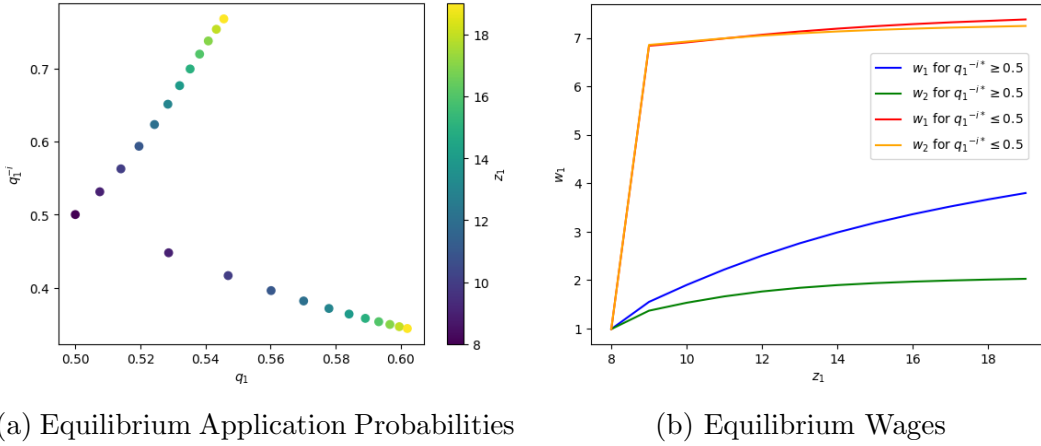 0.7
0.6
0.5
0.4
q₁⁻ⁱ
0.50 0.52 0.54 0.56 0.58 0.60
q₁
18
16
14
12
10
8
z₁
7
6
5
4
3
2
1
w₁
8 10 12 14 16 18
z₁
w₁ for q₁⁻ⁱ* ≥ 0.5
w₂ for q₁⁻ⁱ* ≥ 0.5
w₁ for q₁⁻ⁱ* ≤ 0.5
w₂ for q₁⁻ⁱ* ≤ 0.5
a) Equilibrium Application Probabilities
(b) Equilibrium Wages